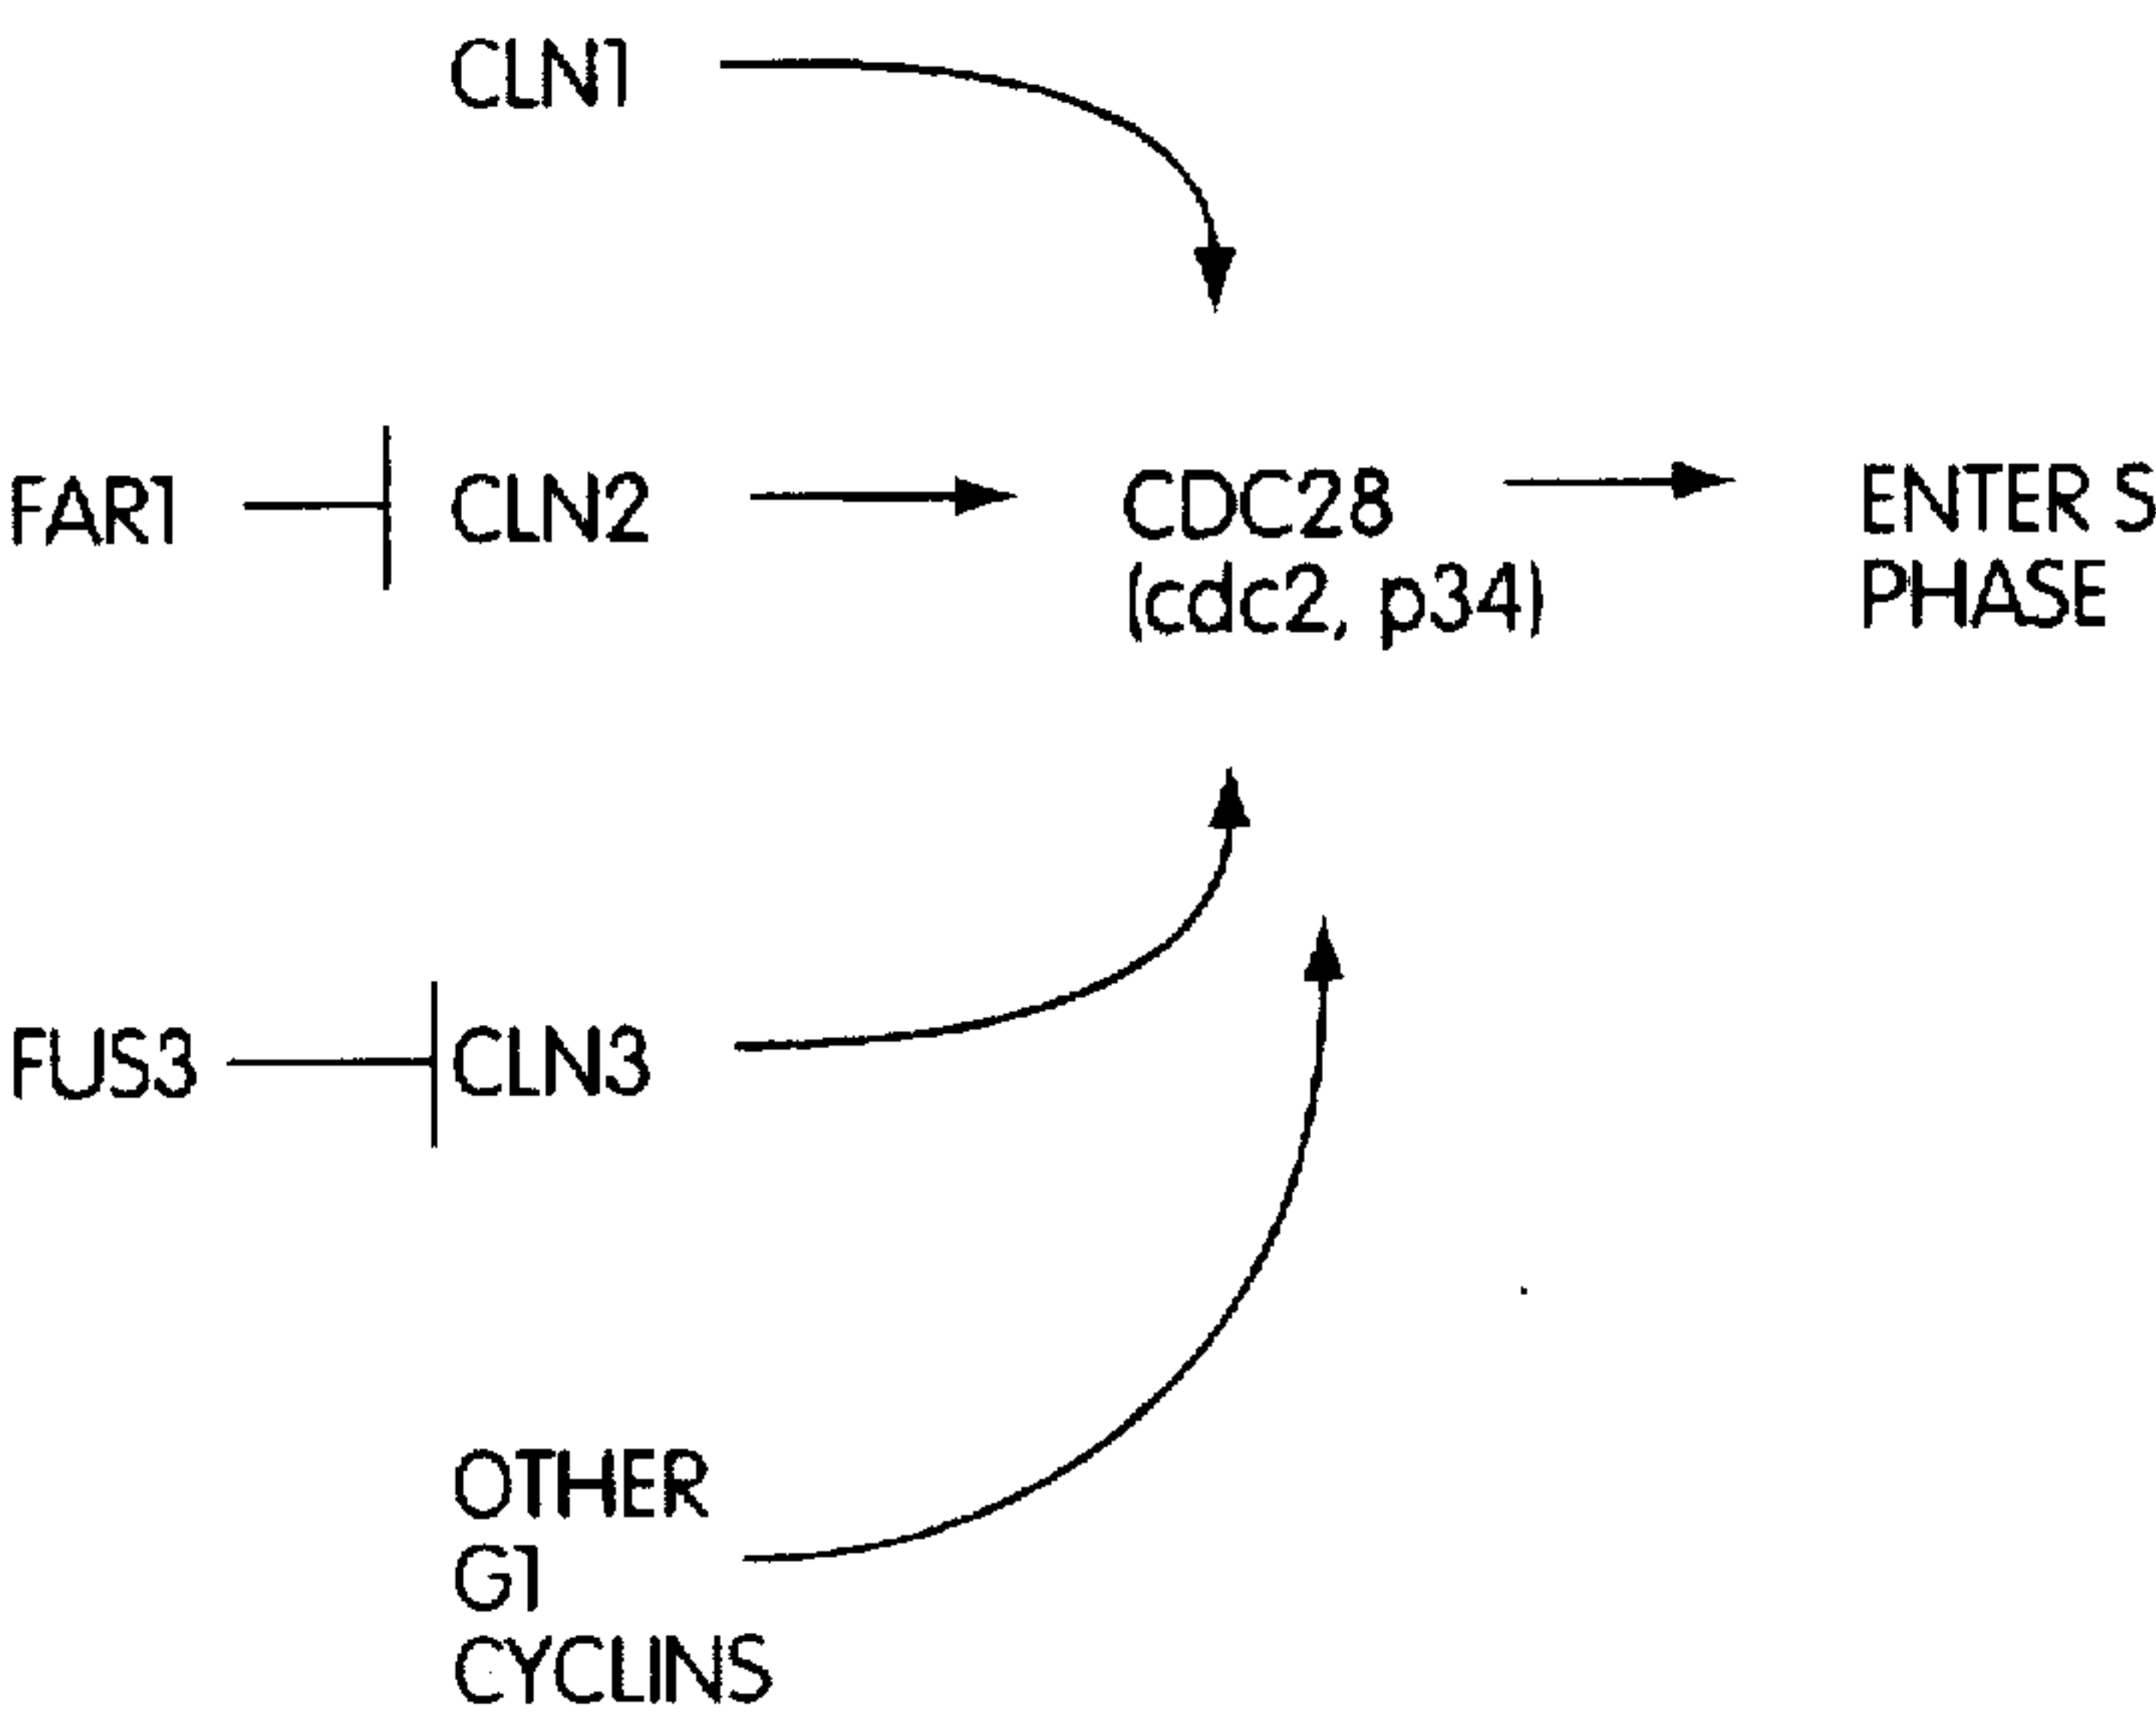 CLN1
FAR1
CLN2
CDC28
(cdc2, p34)
ENTER S
PHASE
FUS3
CLN3
OTHER
G1
CYCLINS